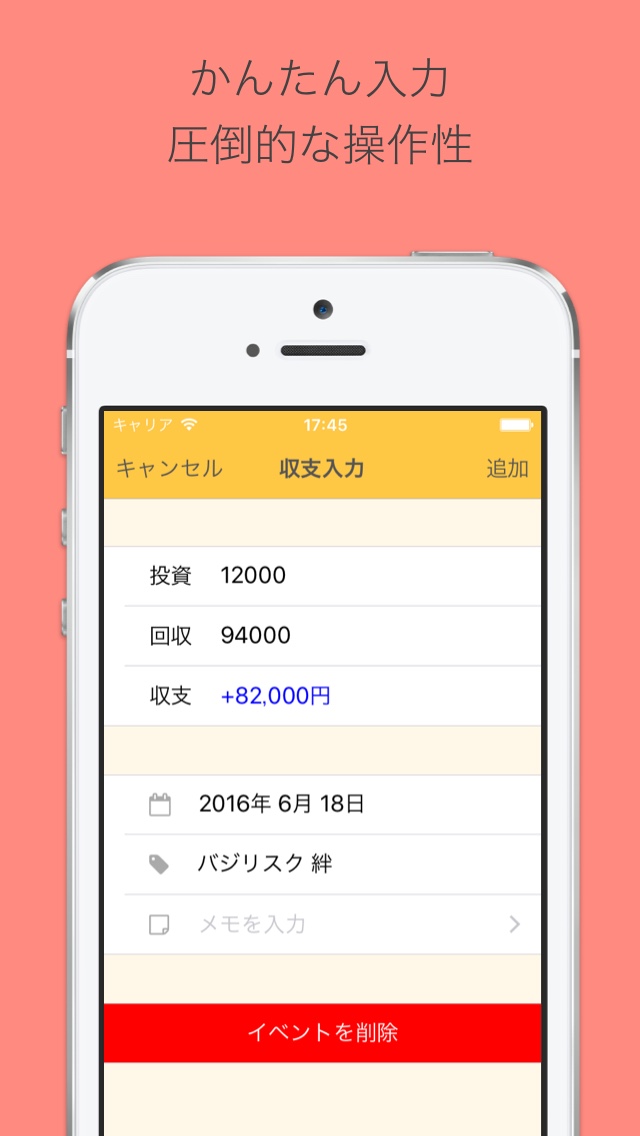 かんたん入力
圧倒的な操作性
キャリア 17:45
キャンセル 収支入力 追加
投資 12000
回収 94000
収支 +82,000円
2016年 6月 18日
バジリスク 絆
メモを入力
イベントを削除